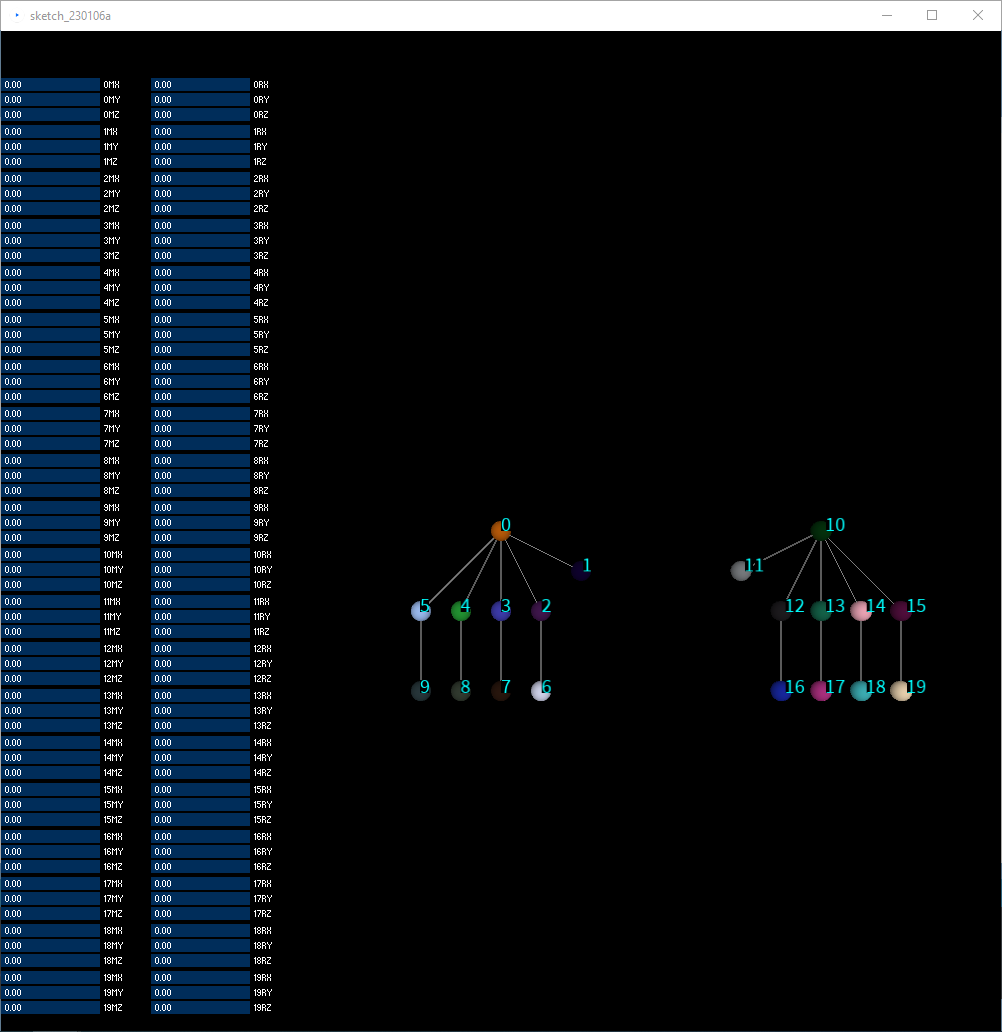 sketch_230106a
0.00 0MX 0.00 0RX
0.00 0MY 0.00 0RY
0.00 0MZ 0.00 0RZ
0.00 1MX 0.00 1RX
0.00 1MY 0.00 1RY
0.00 1MZ 0.00 1RZ
0.00 2MX 0.00 2RX
0.00 2MY 0.00 2RY
0.00 2MZ 0.00 2RZ
0.00 3MX 0.00 3RX
0.00 3MY 0.00 3RY
0.00 3MZ 0.00 3RZ
0.00 4MX 0.00 4RX
0.00 4MY 0.00 4RY
0.00 4MZ 0.00 4RZ
0.00 5MX 0.00 5RX
0.00 5MY 0.00 5RY
0.00 5MZ 0.00 5RZ
0.00 6MX 0.00 6RX
0.00 6MY 0.00 6RY
0.00 6MZ 0.00 6RZ
0.00 7MX 0.00 7RX
0.00 7MY 0.00 7RY
0.00 7MZ 0.00 7RZ
0.00 8MX 0.00 8RX
0.00 8MY 0.00 8RY
0.00 8MZ 0.00 8RZ
0.00 9MX 0.00 9RX
0.00 9MY 0.00 9RY
0.00 9MZ 0.00 9RZ
0.00 10MX 0.00 10RX
0.00 10MY 0.00 10RY
0.00 10MZ 0.00 10RZ
0.00 11MX 0.00 11RX
0.00 11MY 0.00 11RY
0.00 11MZ 0.00 11RZ
0.00 12MX 0.00 12RX
0.00 12MY 0.00 12RY
0.00 12MZ 0.00 12RZ
0.00 13MX 0.00 13RX
0.00 13MY 0.00 13RY
0.00 13MZ 0.00 13RZ
0.00 14MX 0.00 14RX
0.00 14MY 0.00 14RY
0.00 14MZ 0.00 14RZ
0.00 15MX 0.00 15RX
0.00 15MY 0.00 15RY
0.00 15MZ 0.00 15RZ
0.00 16MX 0.00 16RX
0.00 16MY 0.00 16RY
0.00 16MZ 0.00 16RZ
0.00 17MX 0.00 17RX
0.00 17MY 0.00 17RY
0.00 17MZ 0.00 17RZ
0.00 18MX 0.00 18RX
0.00 18MY 0.00 18RY
0.00 18MZ 0.00 18RZ
0.00 19MX 0.00 19RX
0.00 19MY 0.00 19RY
0.00 19MZ 0.00 19RZ
0 10
1 11
5 4 3 2 12 13 14 15
9 8 7 6 16 17 18 19